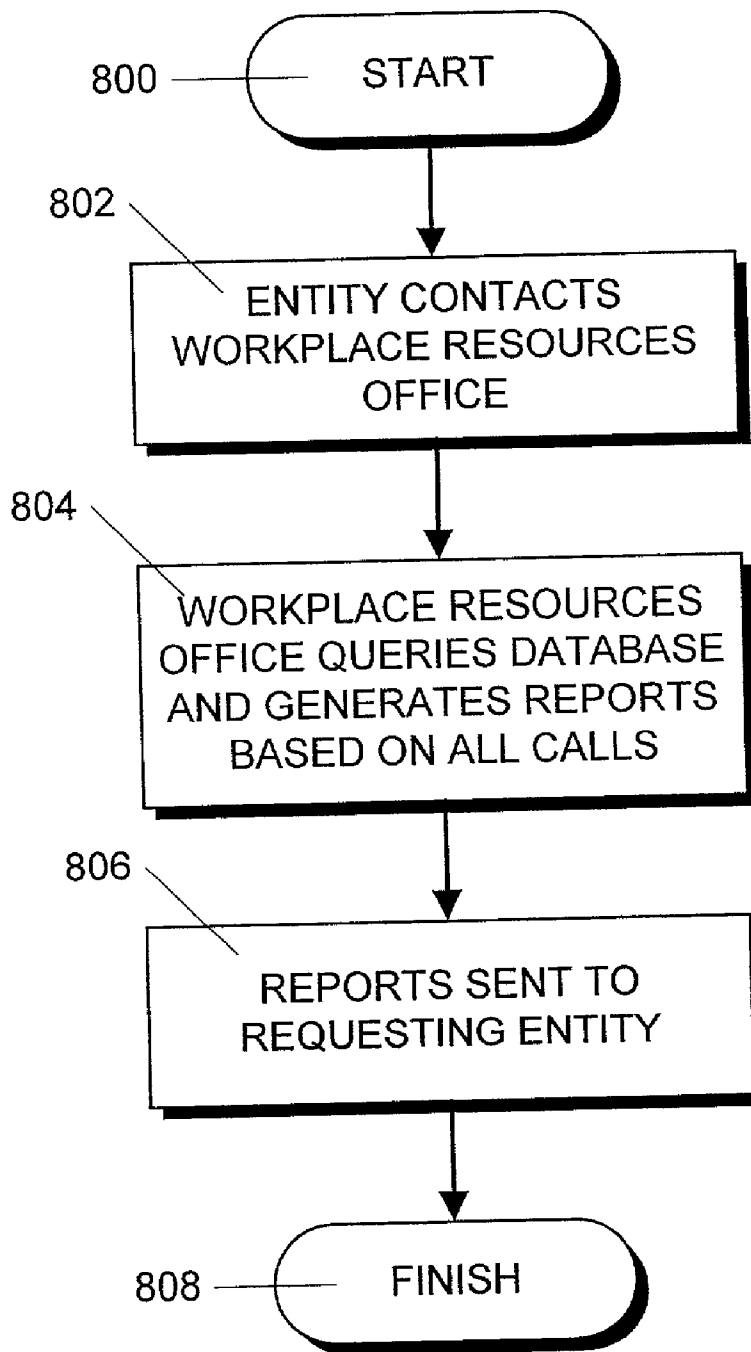 800
START
802
ENTITY CONTACTS
WORKPLACE RESOURCES
OFFICE
804
WORKPLACE RESOURCES
OFFICE QUERIES DATABASE
AND GENERATES REPORTS
BASED ON ALL CALLS
806
REPORTS SENT TO
REQUESTING ENTITY
808
FINISH